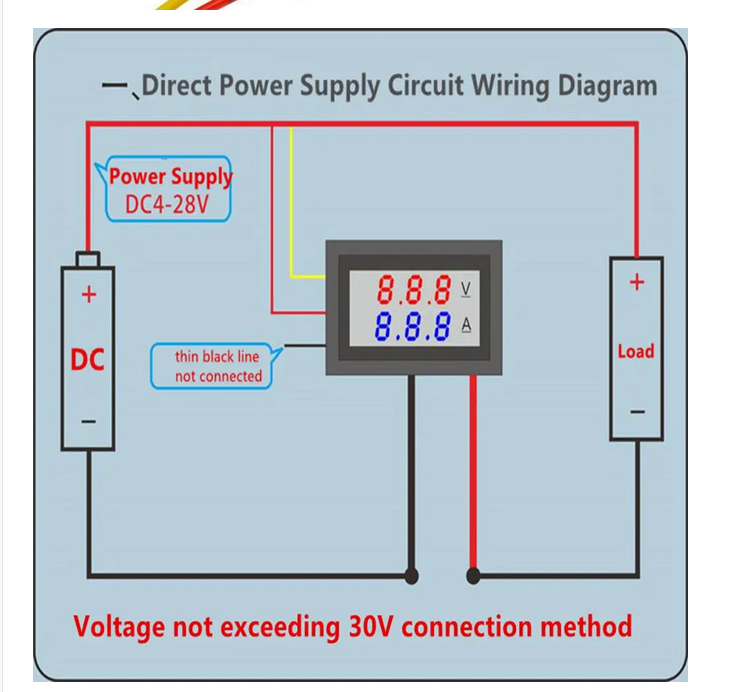 一、Direct Power Supply Circuit Wiring Diagram
Power Supply
DC4-28V
+
DC
−
8.8.8 V
8.8.8 A
thin black line
not connected
+
Load
−
Voltage not exceeding 30V connection method